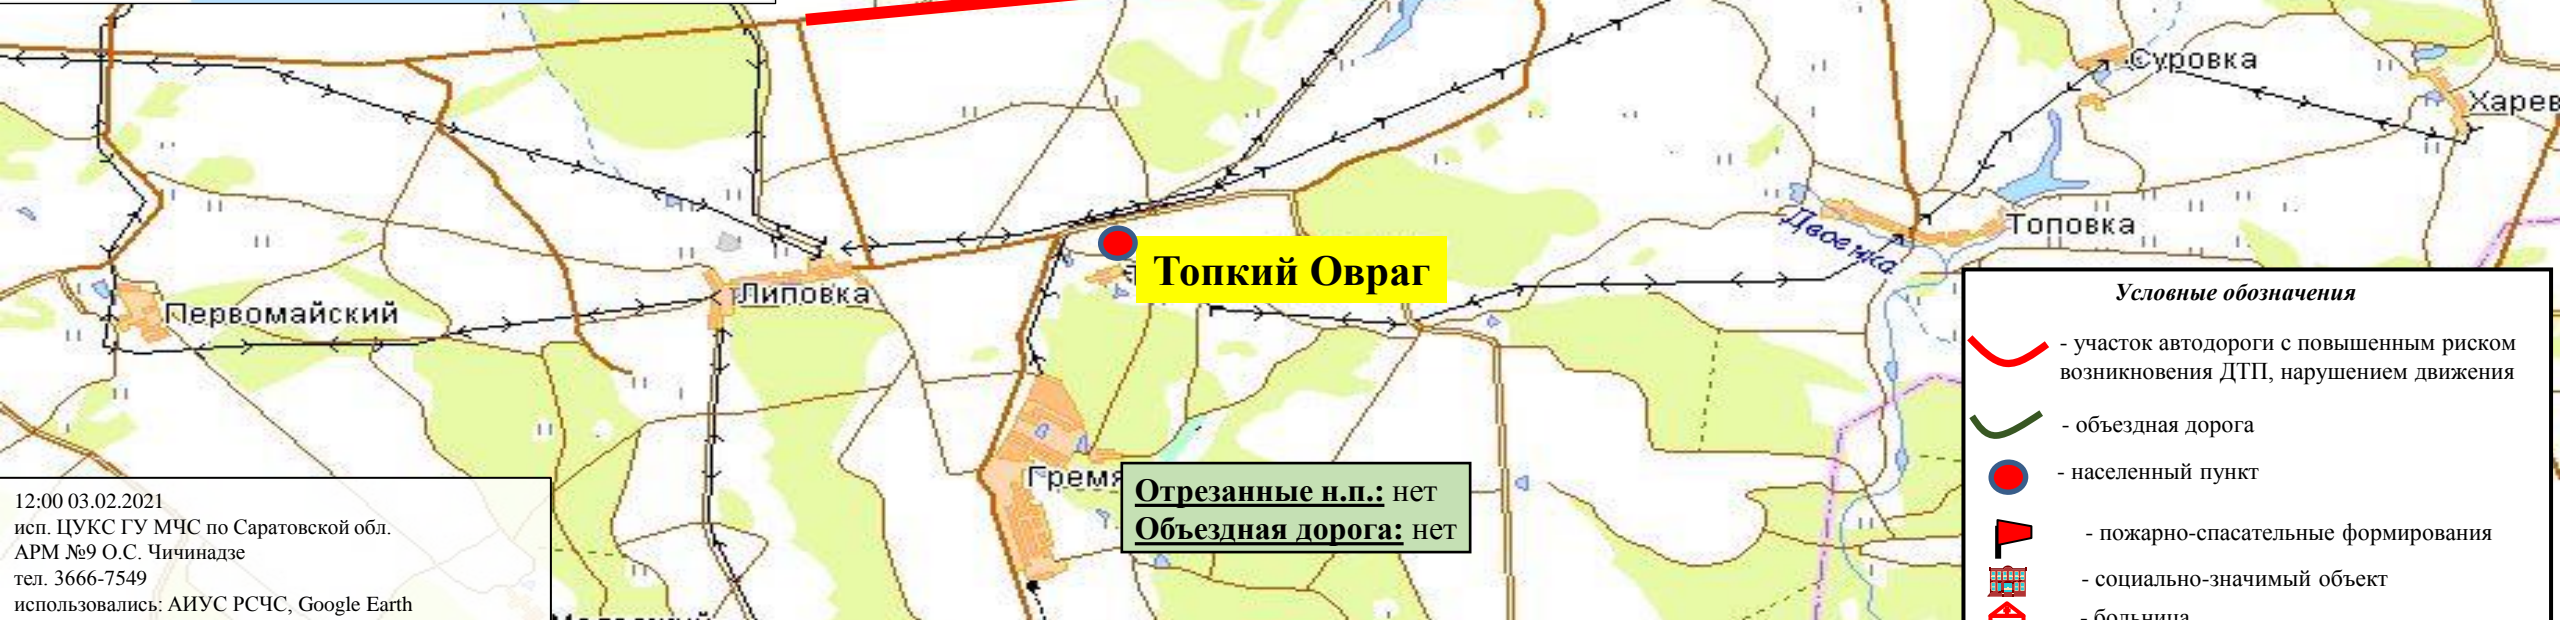 Суровка
Харев
Двоенка
Топовка
Топкий Овраг
Липовка
Первомайский
Гремя
Отрезанные н.п.: нет
Объездная дорога: нет
12:00 03.02.2021
исп. ЦУКС ГУ МЧС по Саратовской обл.
АРМ №9 О.С. Чичинадзе
тел. 3666-7549
использовались: АИУС РСЧС, Google Earth
Условные обозначения
- участок автодороги с повышенным риском
возникновения ДТП, нарушением движения
- объездная дорога
- населенный пункт
- пожарно-спасательные формирования
- социально-значимый объект
- больница